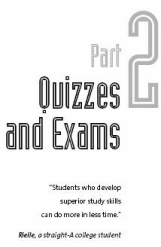 Part 2
Quizzes
and Exams
"Students who develop
superior study skills
can do more in less time."
Rielle, a straight-A college student